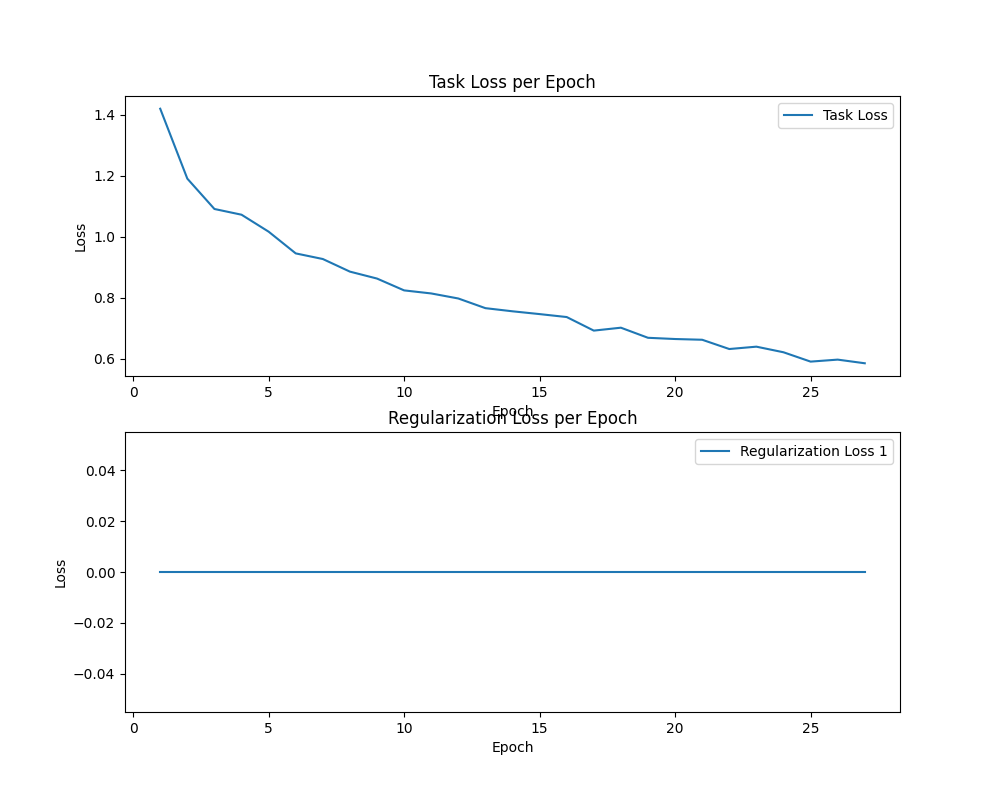 Task Loss per Epoch
Task Loss
Loss
1.4
1.2
1.0
0.8
0.6
0 5 10 15 20 25
Epoch
Regularization Loss per Epoch
Regularization Loss 1
Loss
0.04
0.02
0.00
−0.02
−0.04
0 5 10 15 20 25
Epoch